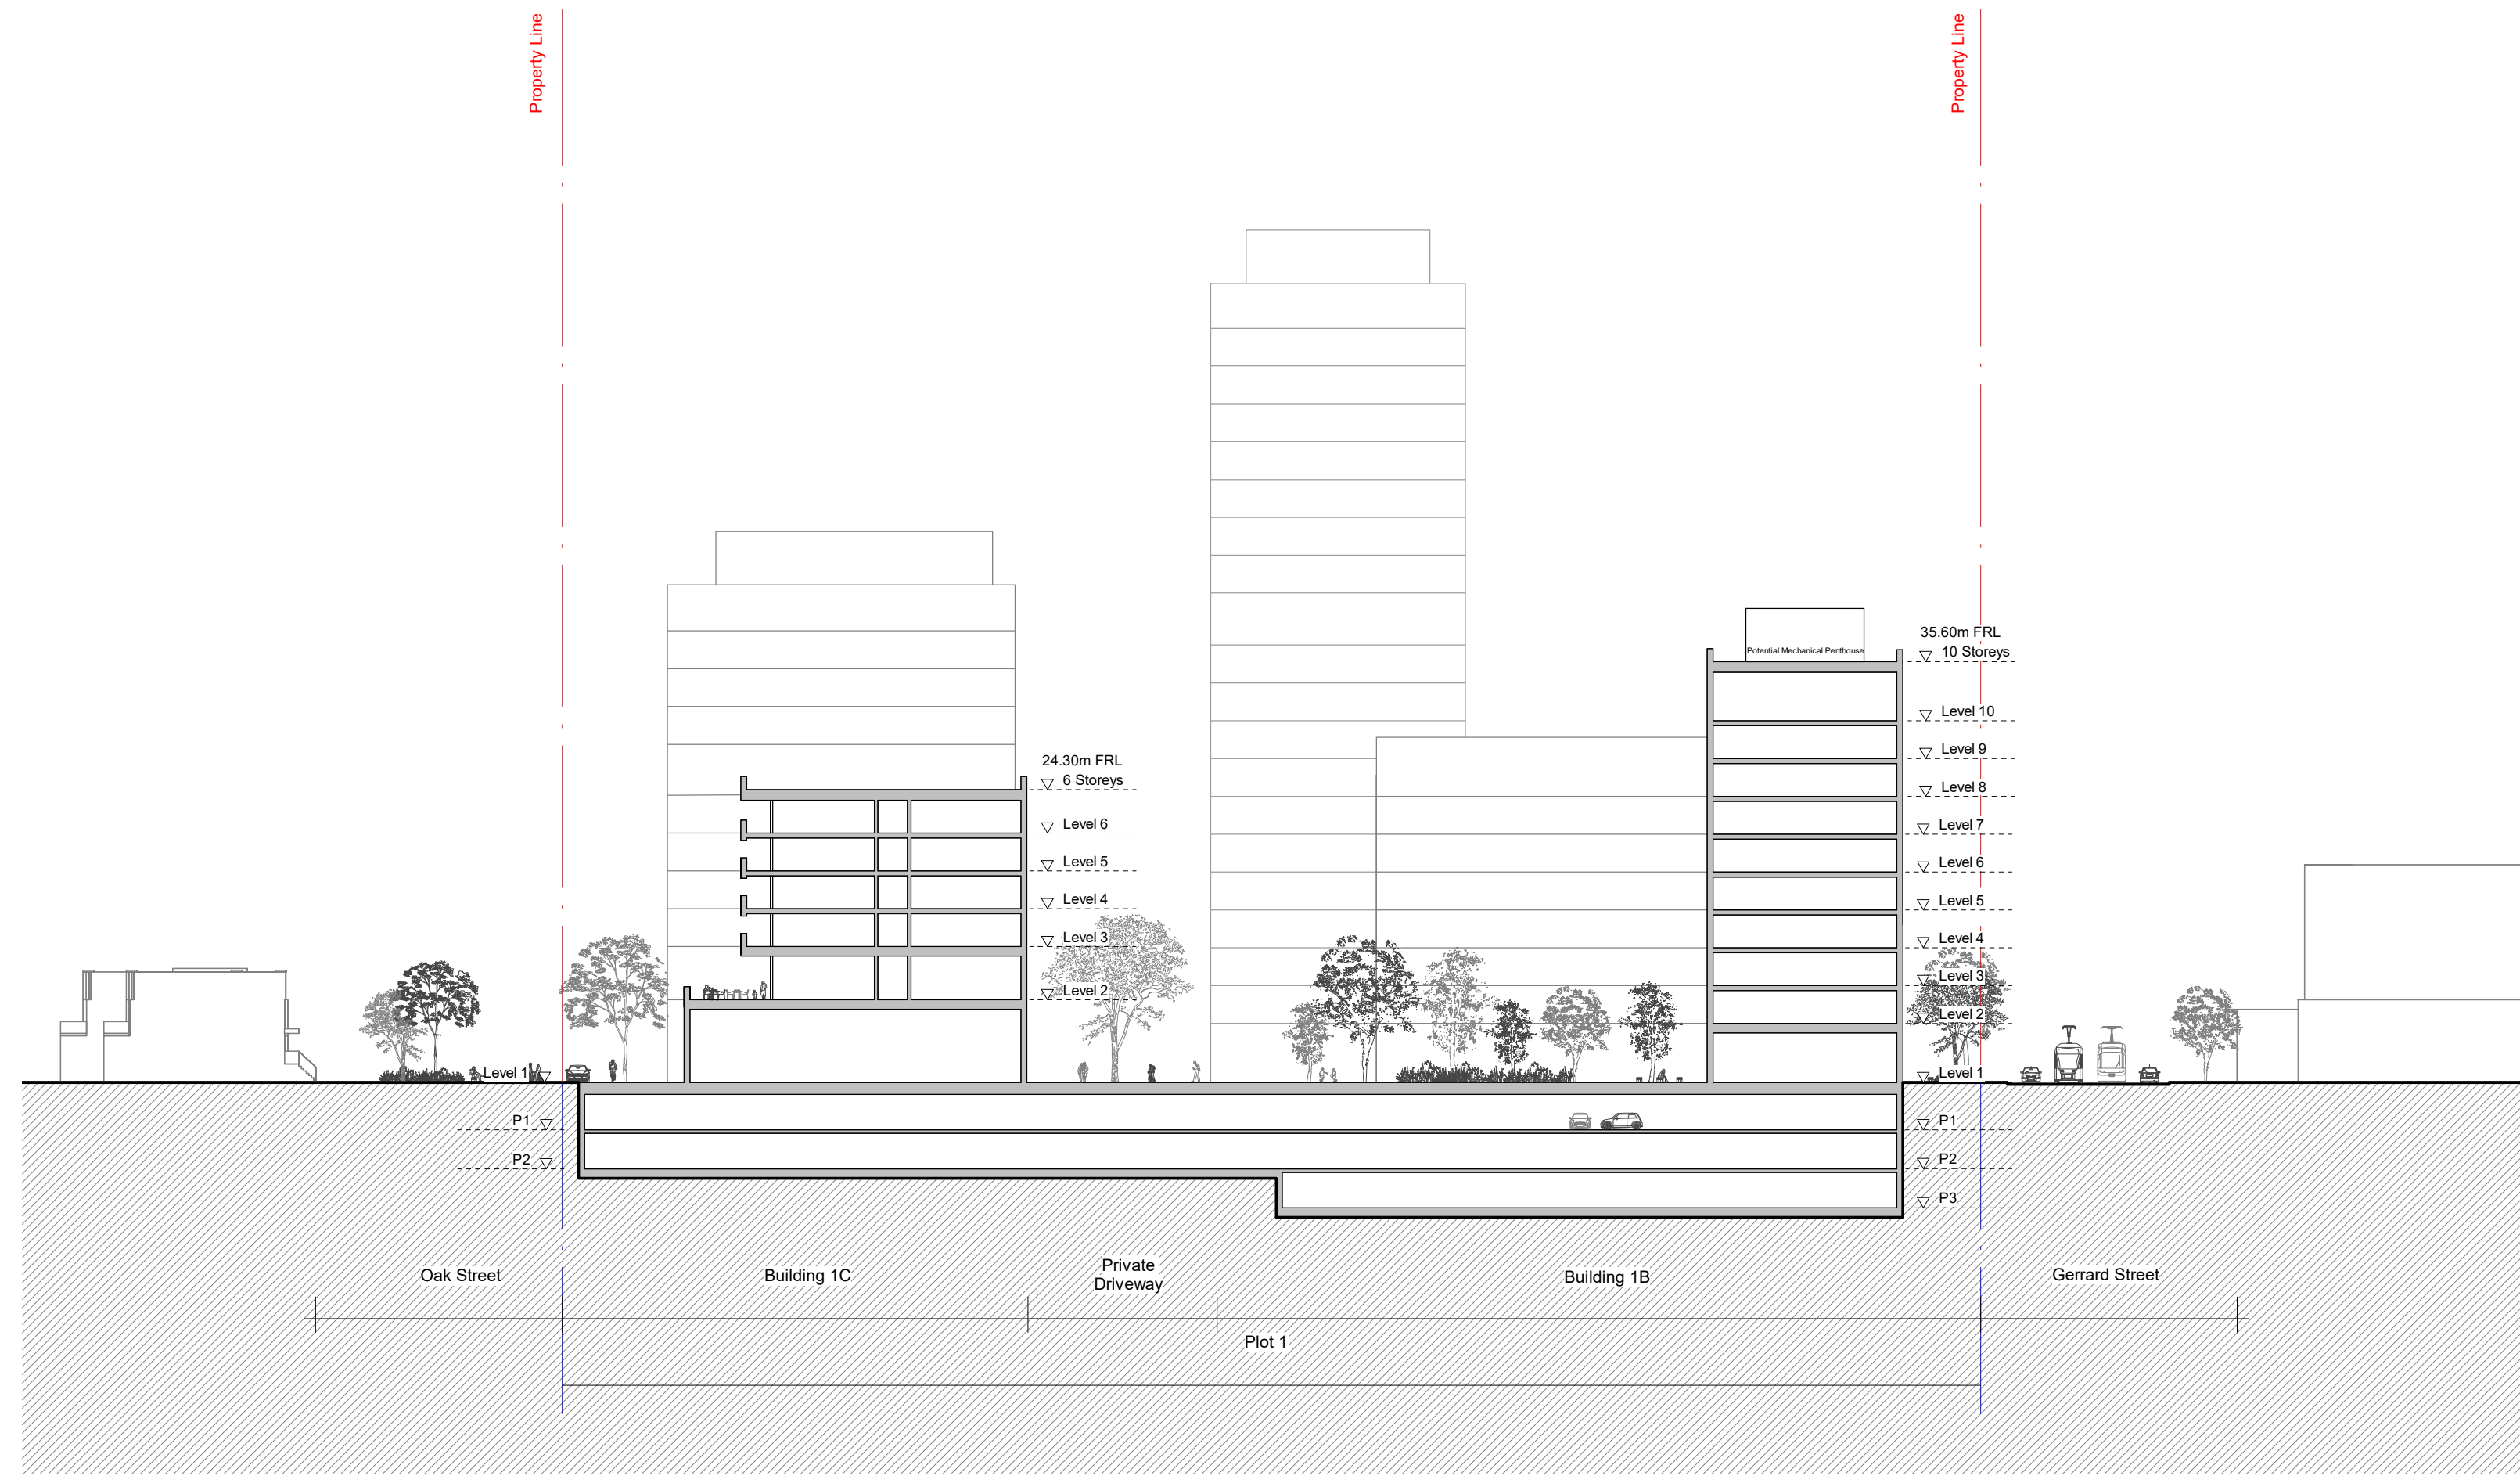 Property Line
Property Line
35.60m FRL
10 Storeys
Potential Mechanical Penthouse
Level 10
Level 9
Level 8
Level 7
Level 6
Level 5
Level 4
Level 3
Level 2
Level 1
24.30m FRL
6 Storeys
Level 6
Level 5
Level 4
Level 3
Level 2
Level 1
P1
P2
P1
P2
P3
Oak Street
Building 1C
Private
Driveway
Building 1B
Gerrard Street
Plot 1